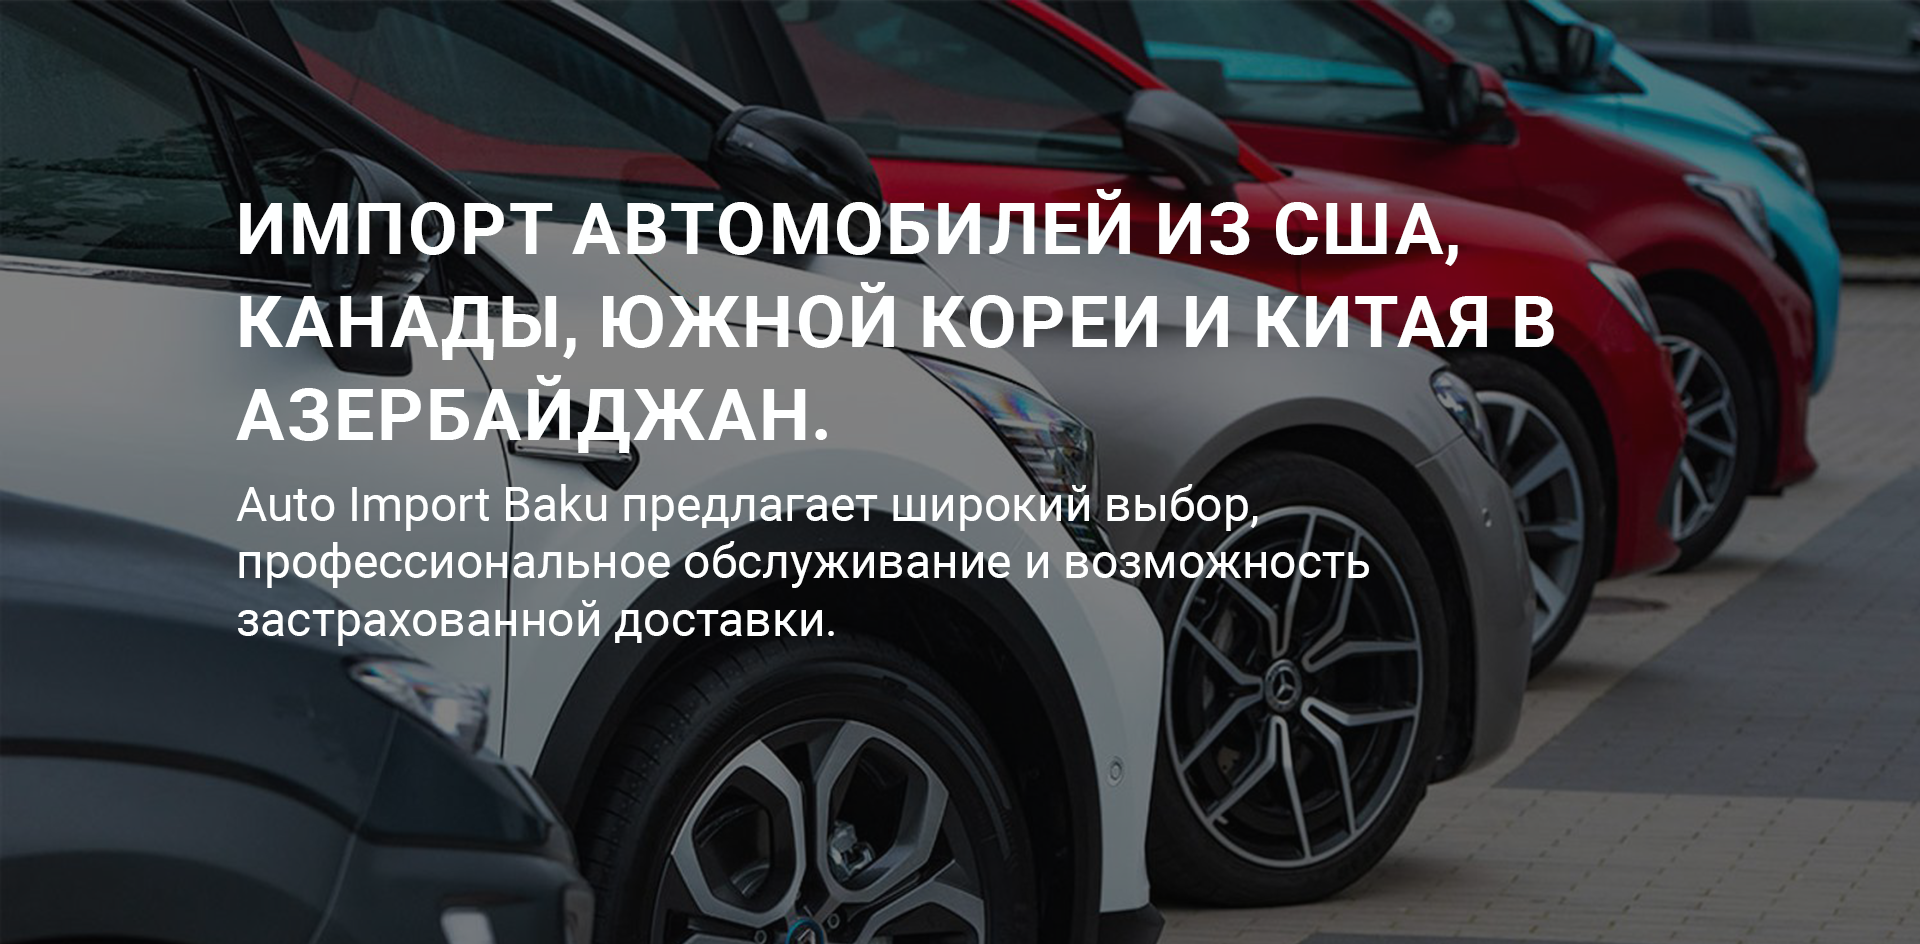 ИМПОРТ АВТОМОБИЛЕЙ ИЗ США,
КАНАДЫ, ЮЖНОЙ КОРЕИ И КИТАЯ В
АЗЕРБАЙДЖАН.
Auto Import Baku предлагает широкий выбор,
профессиональное обслуживание и возможность
застрахованной доставки.